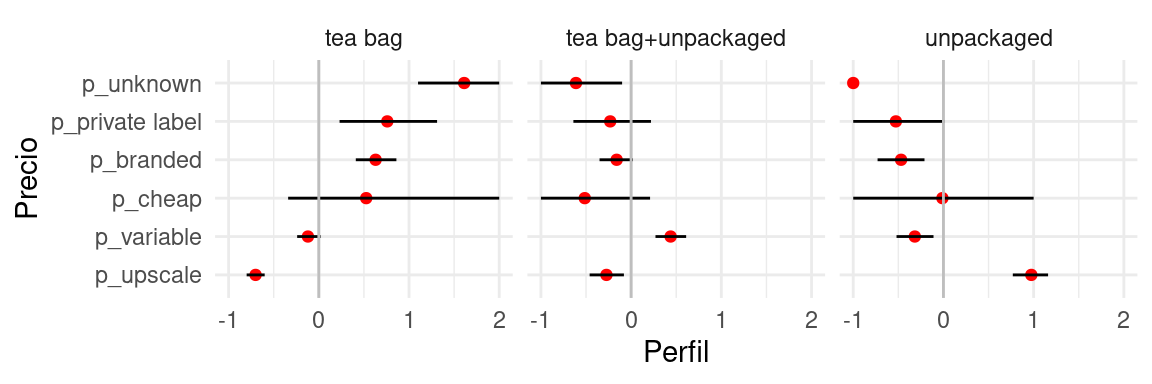 tea bag
tea bag+unpackaged
unpackaged
Precio
p_unknown
p_private label
p_branded
p_cheap
p_variable
p_upscale
-1 0 1 2
-1 0 1 2
-1 0 1 2
Perfil